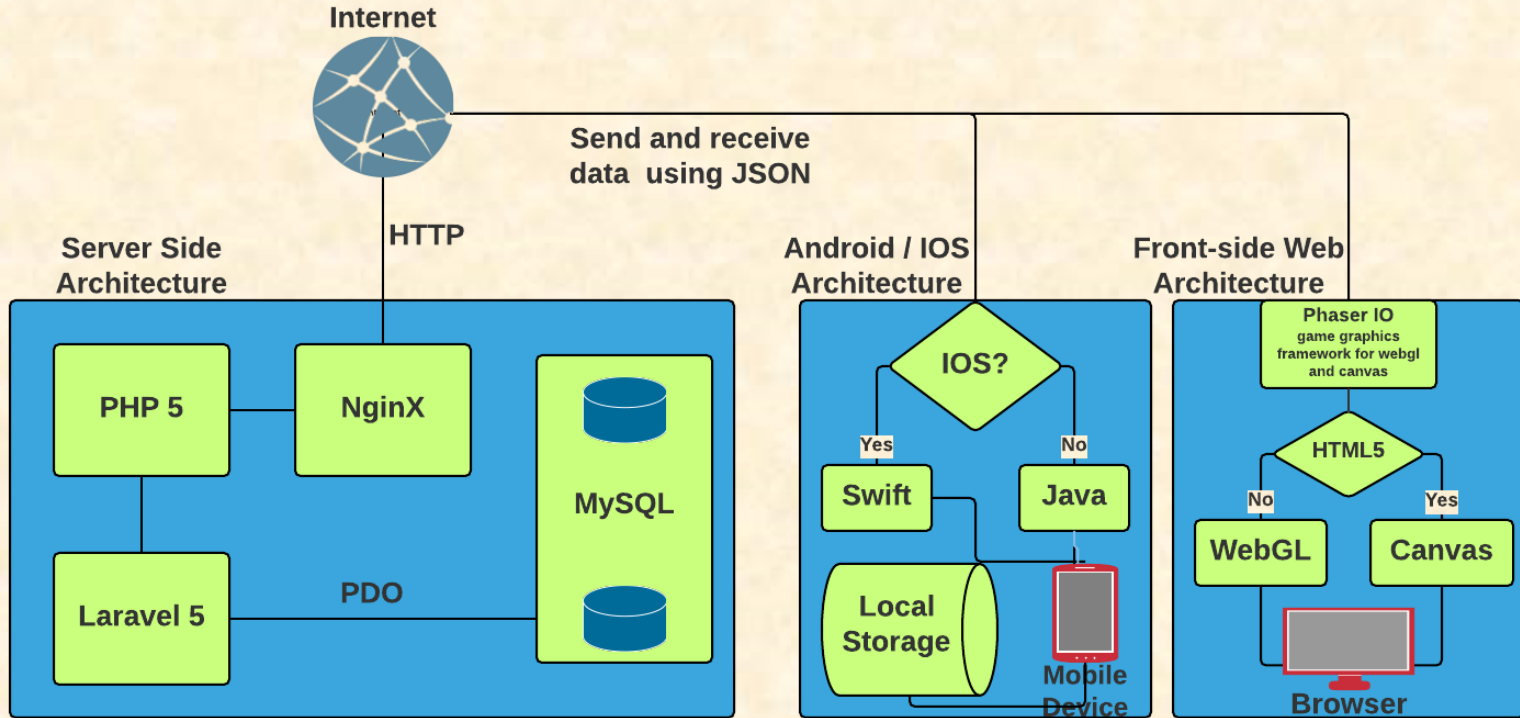 Internet
Send and receive
data using JSON
HTTP
Server Side
Architecture
PHP 5
NginX
MySQL
Laravel 5
PDO
Android / IOS
Architecture
IOS?
Yes
No
Swift
Java
Local
Storage
Mobile
Device
Front-side Web
Architecture
Phaser IO
game graphics
framework for webgl
and canvas
HTML5
No
Yes
WebGL
Canvas
Browser